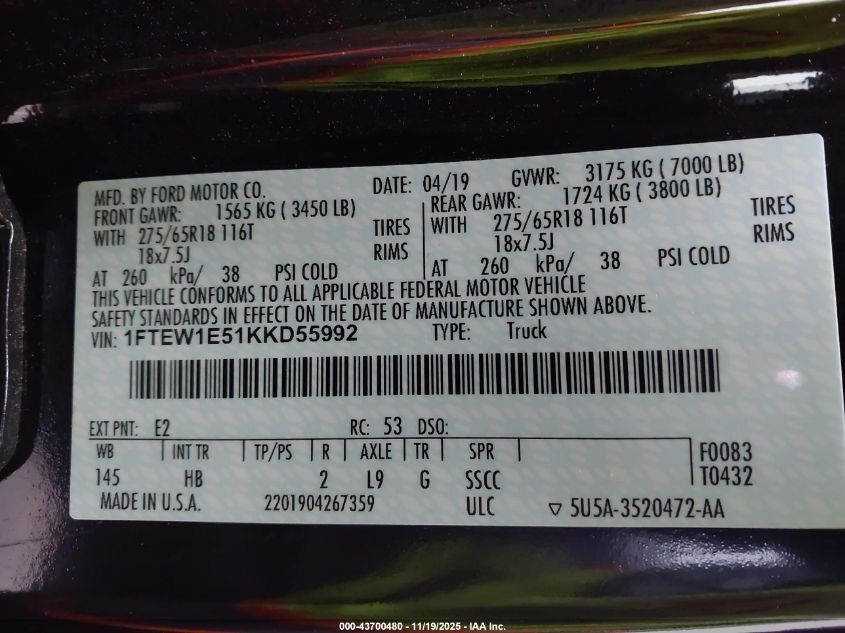 MFD. BY FORD MOTOR CO. DATE: 04/19 GVWR: 3175 KG ( 7000 LB)
FRONT GAWR: 1565 KG ( 3450 LB) REAR GAWR: 1724 KG ( 3800 LB)
WITH 275/65R18 116T TIRES WITH 275/65R18 116T TIRES
18x7.5J RIMS 18x7.5J RIMS
AT 260 kPa/ 38 PSI COLD AT 260 kPa/ 38 PSI COLD
THIS VEHICLE CONFORMS TO ALL APPLICABLE FEDERAL MOTOR VEHICLE
SAFETY STANDARDS IN EFFECT ON THE DATE OF MANUFACTURE SHOWN ABOVE.
VIN: 1FTEW1E51KKD55992 TYPE: Truck
EXT PNT: E2 RC: 53 DSO:
WB INT TR TP/PS R AXLE TR SPR F0083
145 HB 2 L9 G SSCC T0432
MADE IN U.S.A. 2201904267359 ULC ▽ 5U5A-3520472-AA
000-43700480 - 11/19/2025 - IAA Inc.